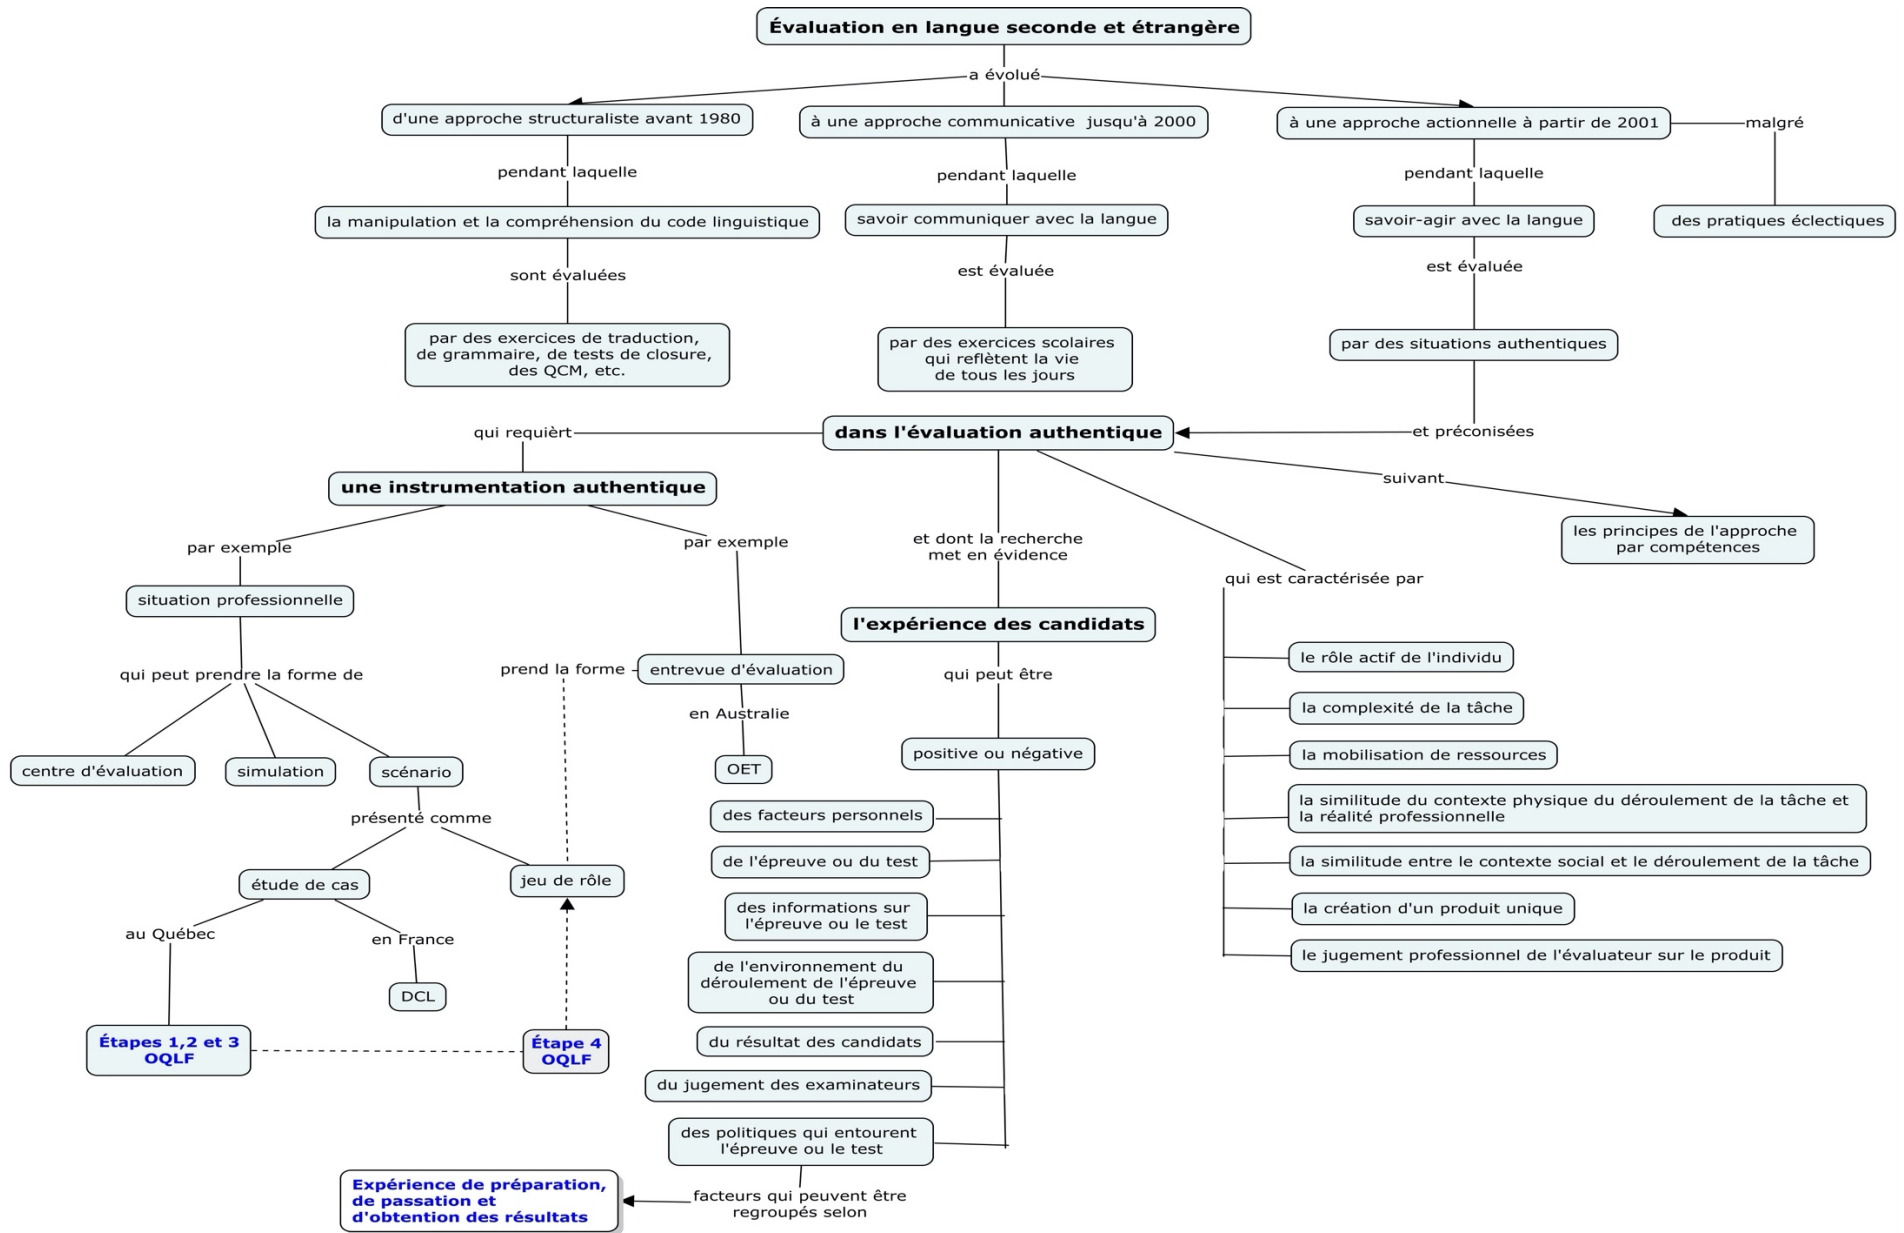 Évaluation en langue seconde et étrangère
a évolué
d'une approche structuraliste avant 1980
à une approche communicative jusqu'à 2000
à une approche actionnelle à partir de 2001
malgré
pendant laquelle
pendant laquelle
pendant laquelle
la manipulation et la compréhension du code linguistique
savoir communiquer avec la langue
savoir-agir avec la langue
des pratiques éclectiques
sont évaluées
est évaluée
est évaluée
par des exercices de traduction,
de grammaire, de tests de closure,
des QCM, etc.
par des exercices scolaires
qui reflètent la vie
de tous les jours
par des situations authentiques
qui requièrt
dans l'évaluation authentique
et préconisées
une instrumentation authentique
suivant
les principes de l'approche
par compétences
par exemple
par exemple
et dont la recherche
met en évidence
qui est caractérisée par
situation professionnelle
l'expérience des candidats
qui peut prendre la forme de
prend la forme
entrevue d'évaluation
qui peut être
le rôle actif de l'individu
en Australie
la complexité de la tâche
centre d'évaluation
simulation
scénario
OET
positive ou négative
la mobilisation de ressources
présenté comme
des facteurs personnels
la similitude du contexte physique du déroulement de la tâche et
la réalité professionnelle
étude de cas
jeu de rôle
de l'épreuve ou du test
la similitude entre le contexte social et le déroulement de la tâche
des informations sur
l'épreuve ou le test
la création d'un produit unique
au Québec
en France
de l'environnement du
déroulement de l'épreuve
ou du test
le jugement professionnel de l'évaluateur sur le produit
DCL
Étapes 1,2 et 3
OQLF
Étape 4
OQLF
du résultat des candidats
du jugement des examinateurs
des politiques qui entourent
l'épreuve ou le test
Expérience de préparation,
de passation et
d'obtention des résultats
facteurs qui peuvent être
regroupés selon